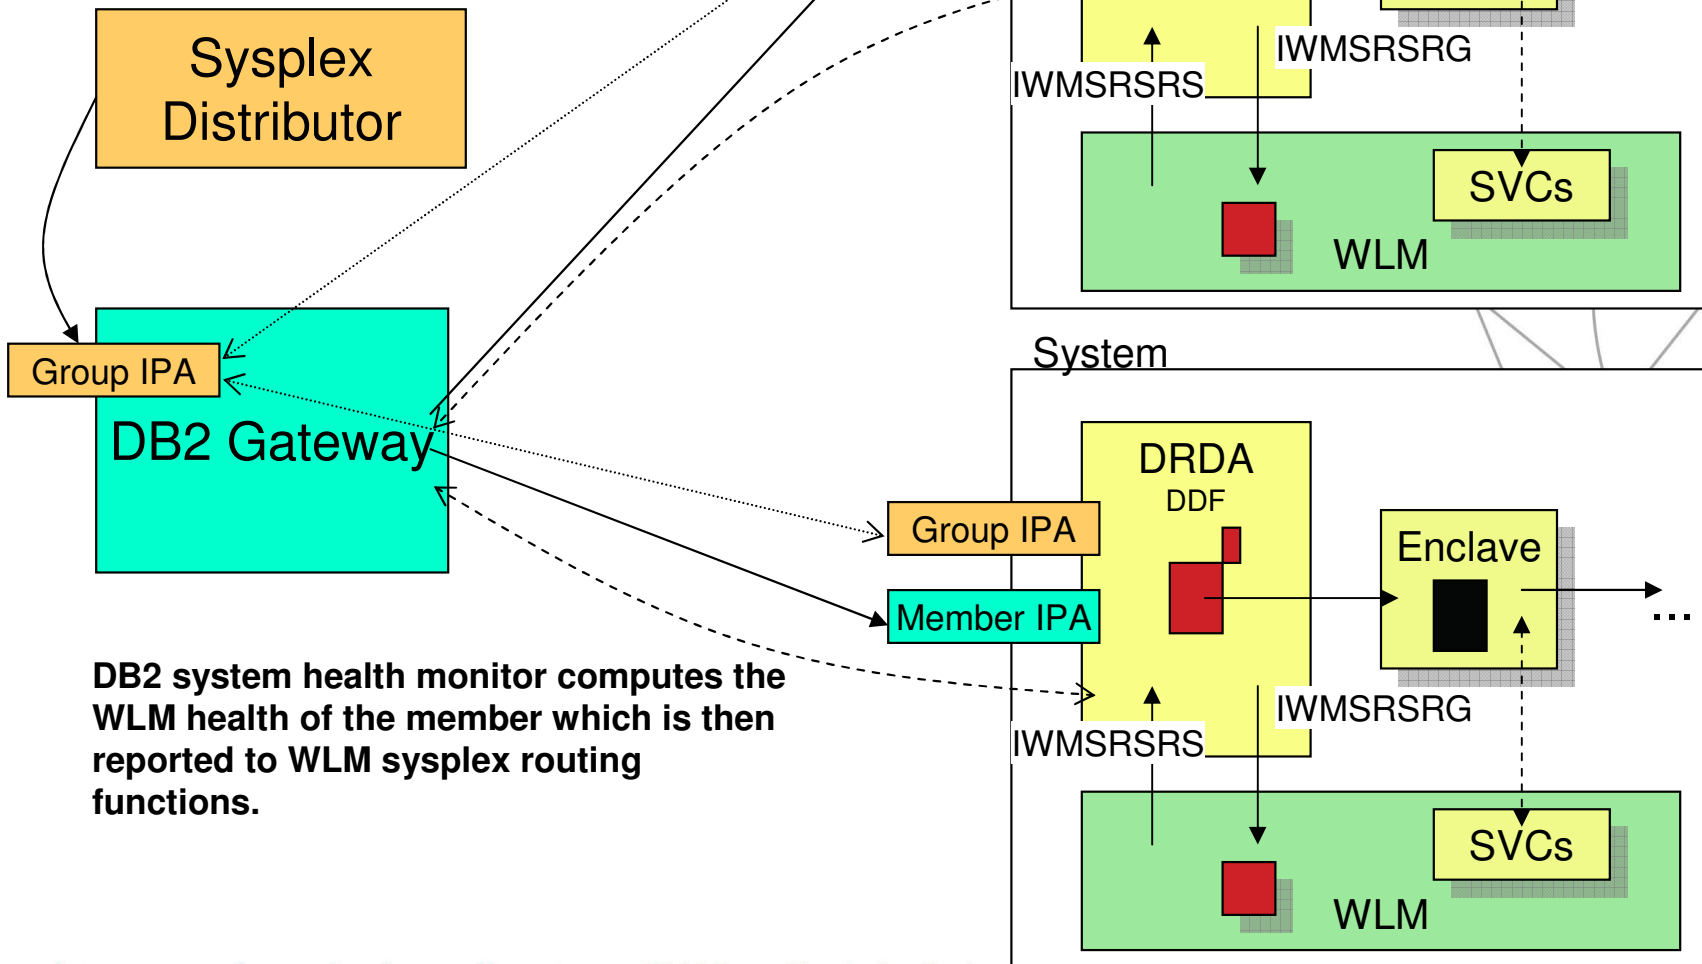 Sysplex
Distributor
IWMSRSRG
IWMSRSRS
SVCs
WLM
System
Group IPA
DB2 Gateway
DRDA
DDF
Group IPA
Enclave
Member IPA
...
DB2 system health monitor computes the
WLM health of the member which is then
reported to WLM sysplex routing
functions.
IWMSRSRG
IWMSRSRS
SVCs
WLM